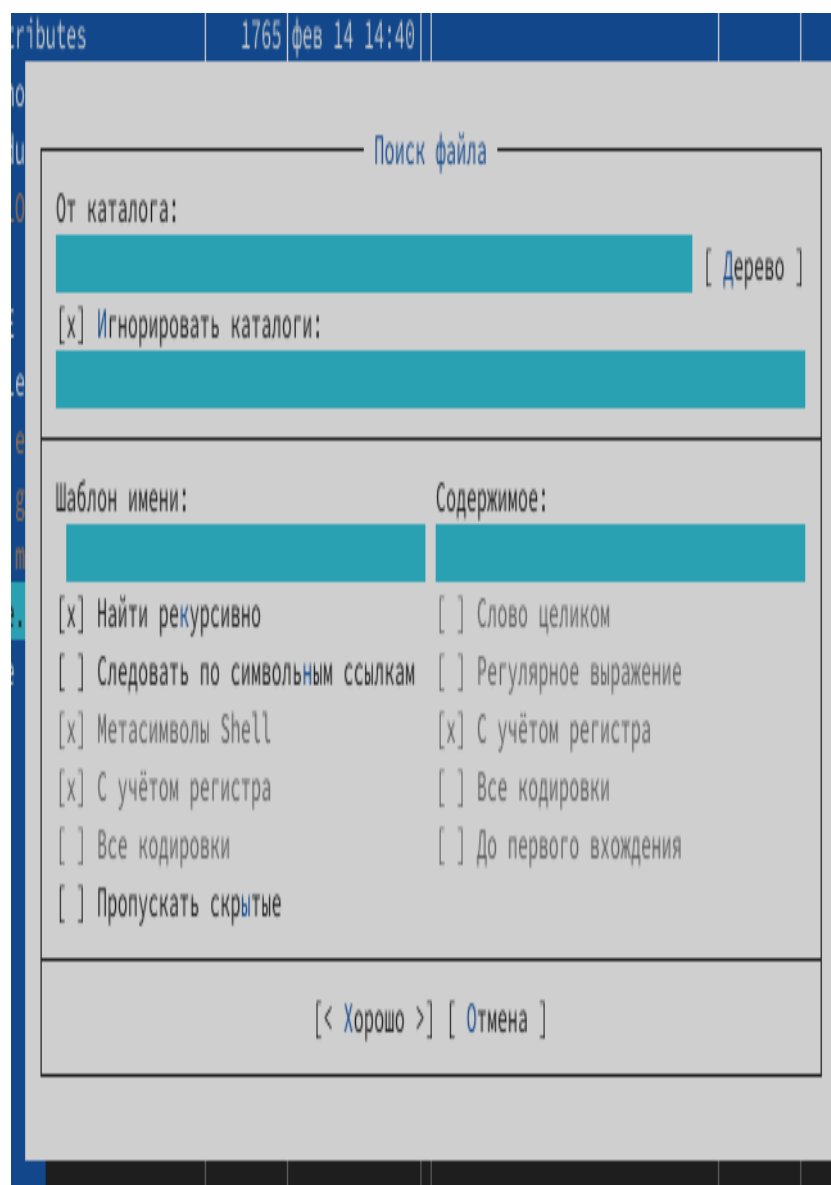 tributes 1765 фев 14 14:40
Поиск файла
От каталога:
[ Дерево ]
[x] Игнорировать каталоги:
Шаблон имени: Содержимое:
[x] Найти рекурсивно [ ] Слово целиком
[ ] Следовать по символьным ссылкам [ ] Регулярное выражение
[x] Метасимволы Shell [x] С учётом регистра
[x] С учётом регистра [ ] Все кодировки
[ ] Все кодировки [ ] До первого вхождения
[ ] Пропускать скрытые
[< Хорошо >] [ Отмена ]